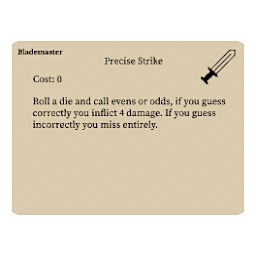 Blademaster
Precise Strike
Cost: 0
Roll a die and call evens or odds, if you guess
correctly you inflict 4 damage. If you guess
incorrectly you miss entirely.